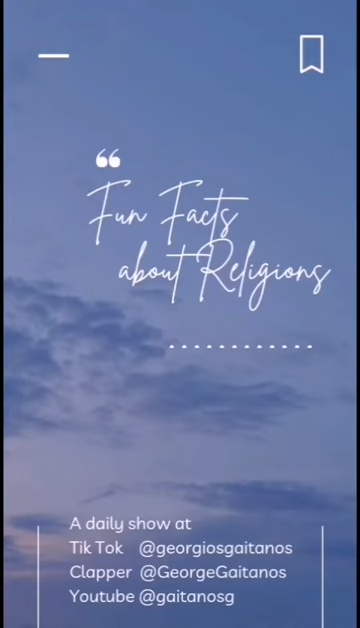 “
Fun Facts
about Religions
A daily show at
Tik Tok @georgiosgaitanos
Clapper @GeorgeGaitanos
Youtube @gaitanosg